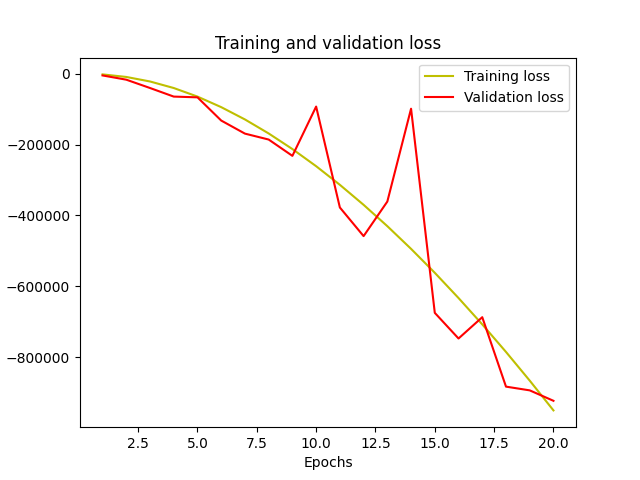 Training and validation loss
Training loss
Validation loss
0
−200000
−400000
−600000
−800000
2.5 5.0 7.5 10.0 12.5 15.0 17.5 20.0
Epochs